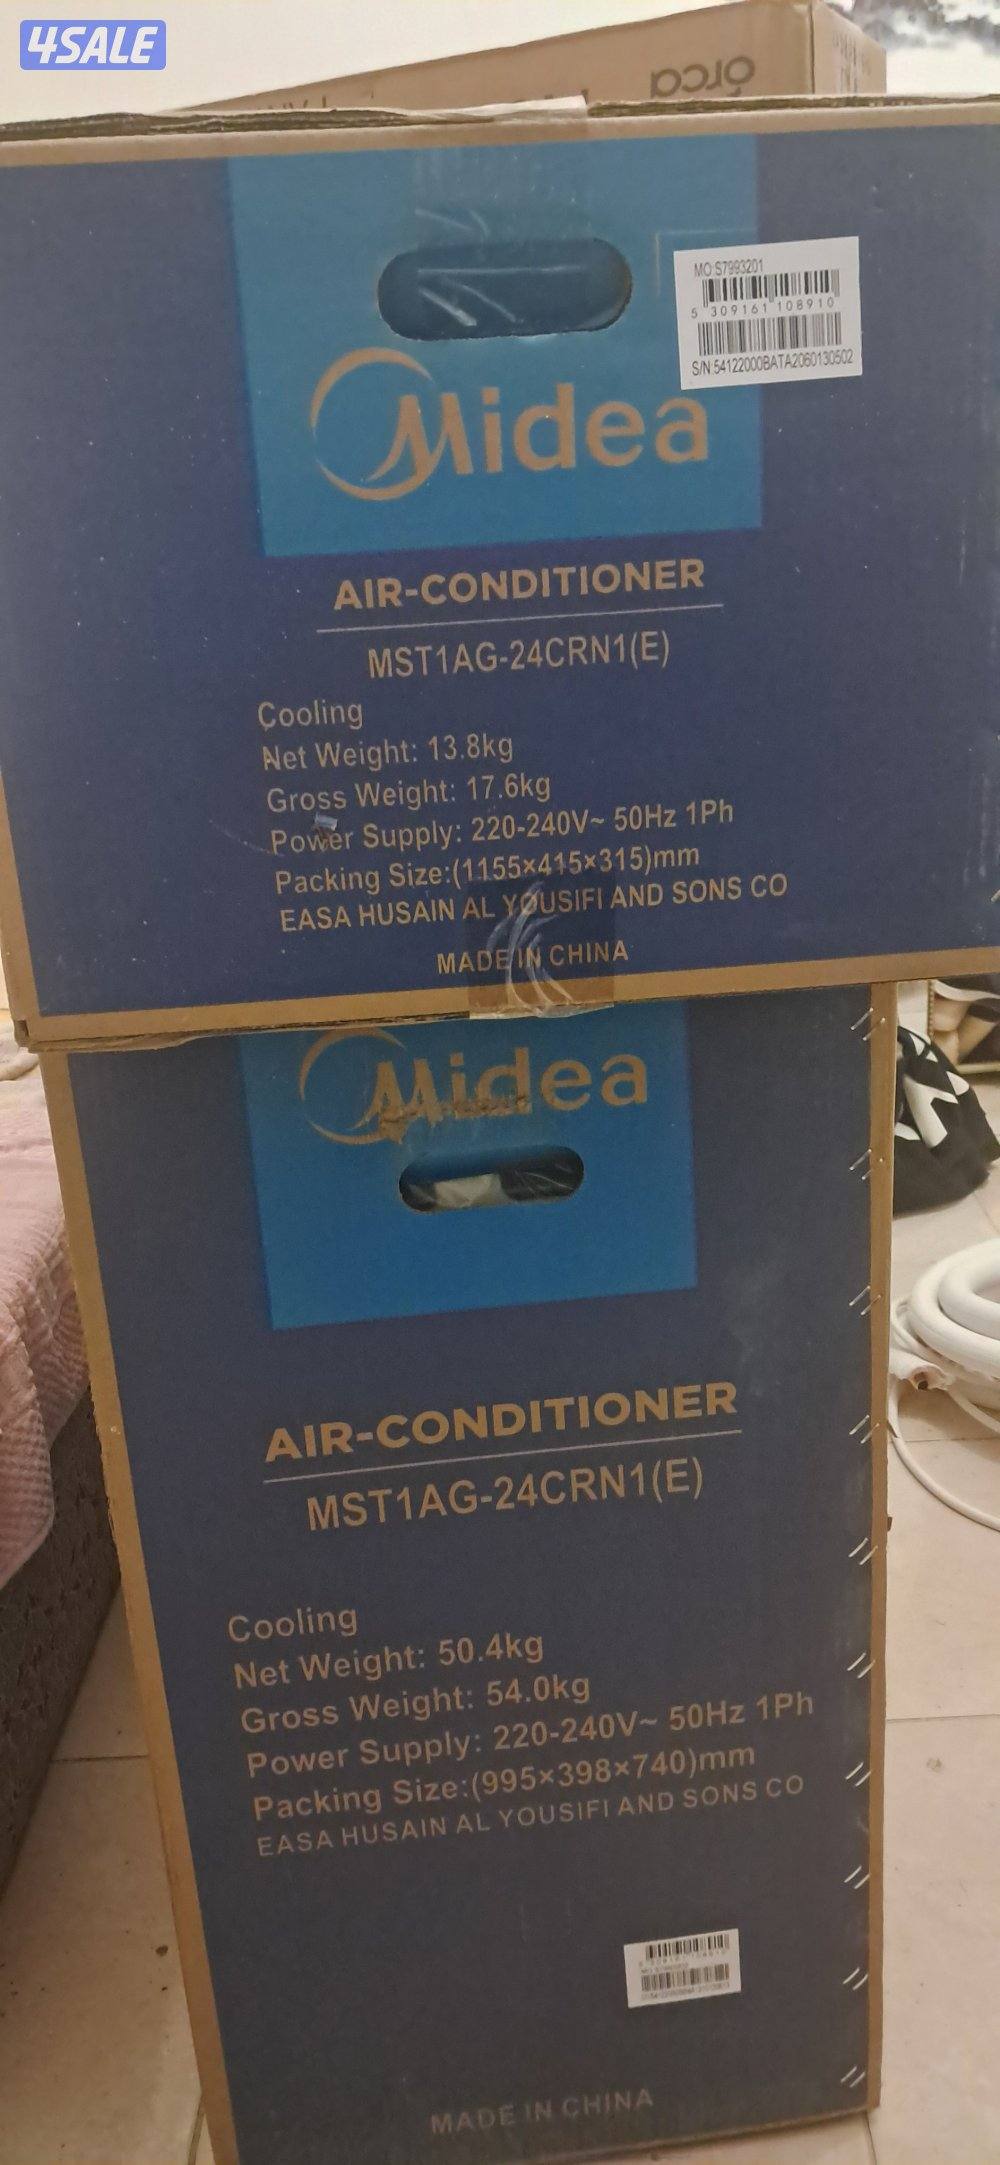 4SALE
orca
Midea
MO:S7993201
5 309161 108910
S/N:54122000BATA2060130502
AIR-CONDITIONER
MST1AG-24CRN1(E)
Cooling
Net Weight: 13.8kg
Gross Weight: 17.6kg
Power Supply: 220-240V~ 50Hz 1Ph
Packing Size:(1155×415×315)mm
EASA HUSAIN AL YOUSIFI AND SONS CO
MADE IN CHINA
Midea
AIR-CONDITIONER
MST1AG-24CRN1(E)
Cooling
Net Weight: 50.4kg
Gross Weight: 54.0kg
Power Supply: 220-240V~ 50Hz 1Ph
Packing Size:(995×398×740)mm
EASA HUSAIN AL YOUSIFI AND SONS CO
MADE IN CHINA